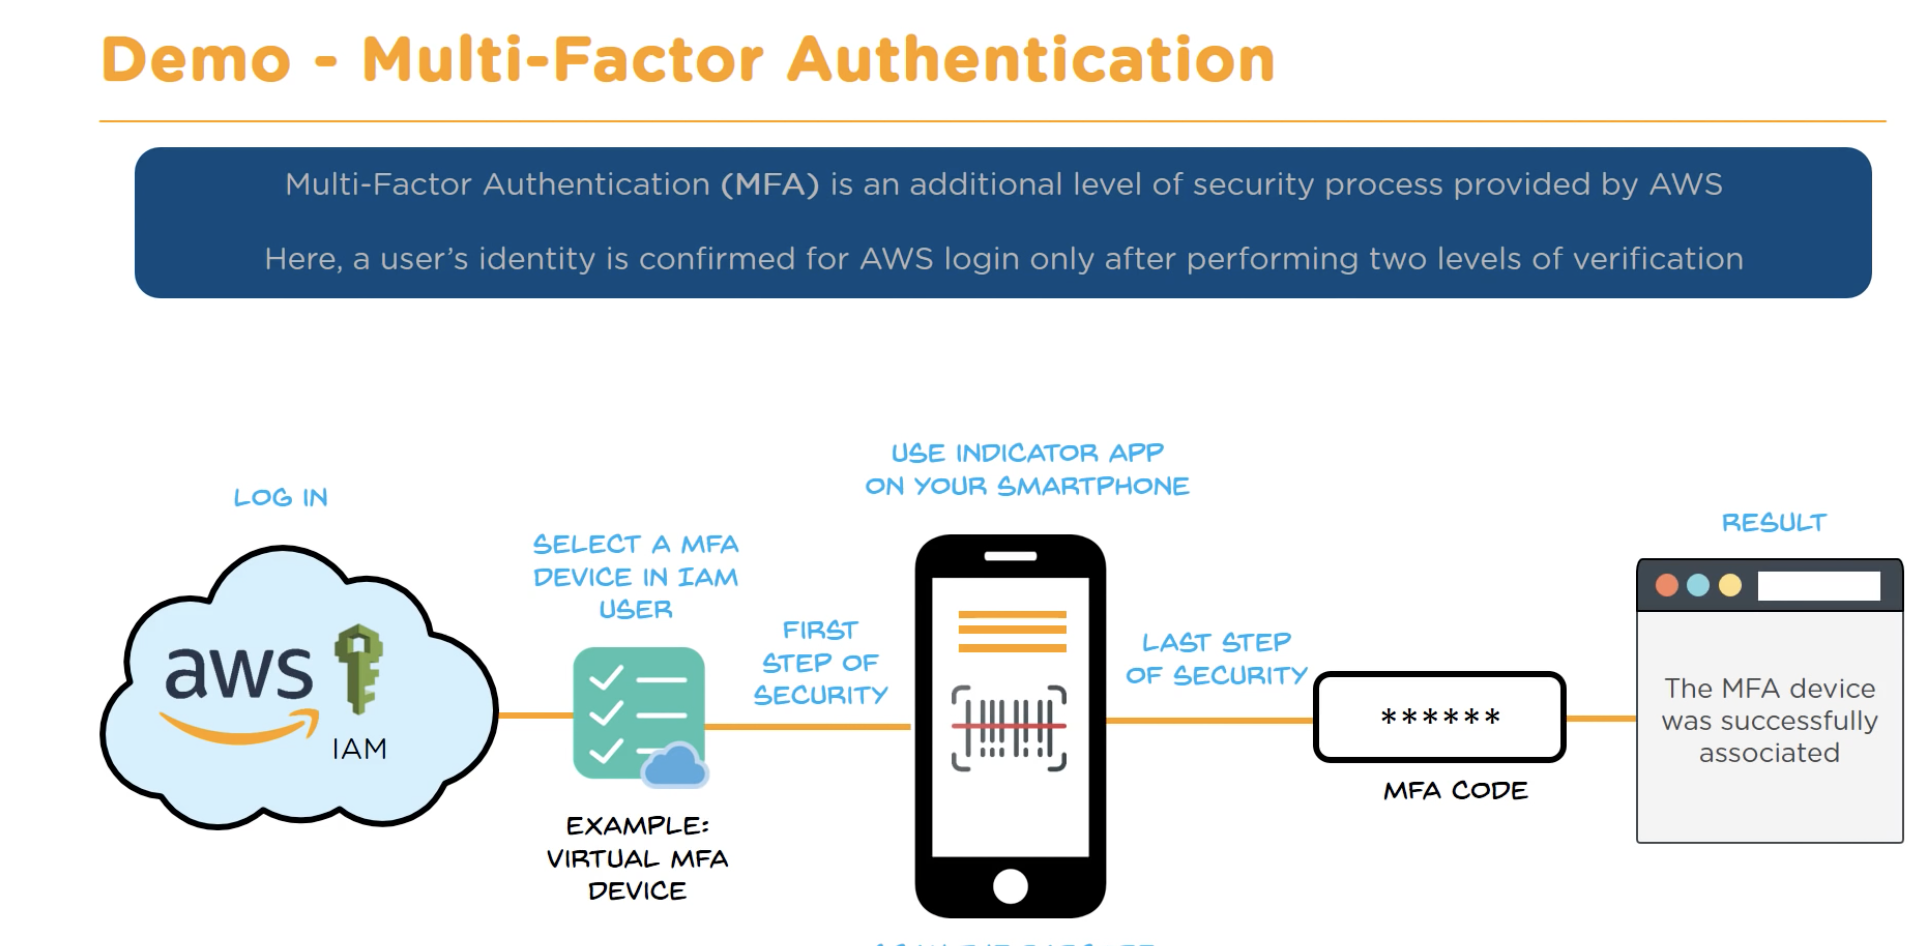 Demo - Multi-Factor Authentication
Multi-Factor Authentication (MFA) is an additional level of security process provided by AWS
Here, a user's identity is confirmed for AWS login only after performing two levels of verification
LOG IN
aws
IAM
SELECT A MFA
DEVICE IN IAM
USER
EXAMPLE:
VIRTUAL MFA
DEVICE
FIRST
STEP OF
SECURITY
USE INDICATOR APP
ON YOUR SMARTPHONE
LAST STEP
OF SECURITY
******
MFA CODE
RESULT
The MFA device
was successfully
associated